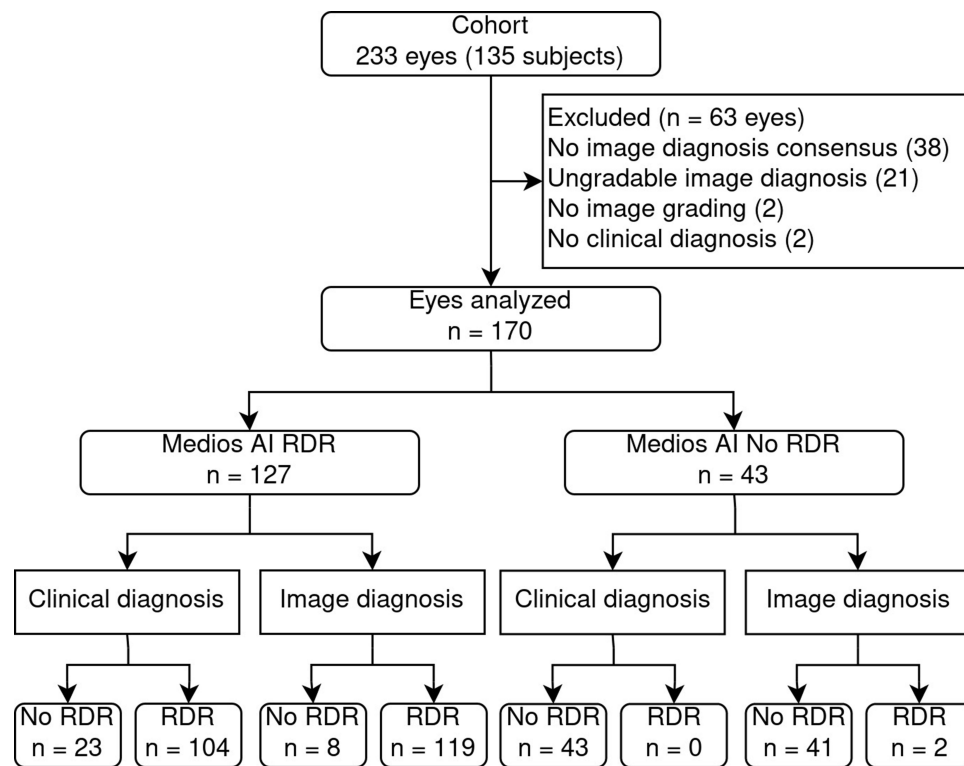 Cohort
233 eyes (135 subjects)
Excluded (n = 63 eyes)
No image diagnosis consensus (38)
Ungradable image diagnosis (21)
No image grading (2)
No clinical diagnosis (2)
Eyes analyzed
n = 170
Medios AI RDR
n = 127
Medios AI No RDR
n = 43
Clinical diagnosis
Image diagnosis
Clinical diagnosis
Image diagnosis
No RDR
n = 23
RDR
n = 104
No RDR
n = 8
RDR
n = 119
No RDR
n = 43
RDR
n = 0
No RDR
n = 41
RDR
n = 2